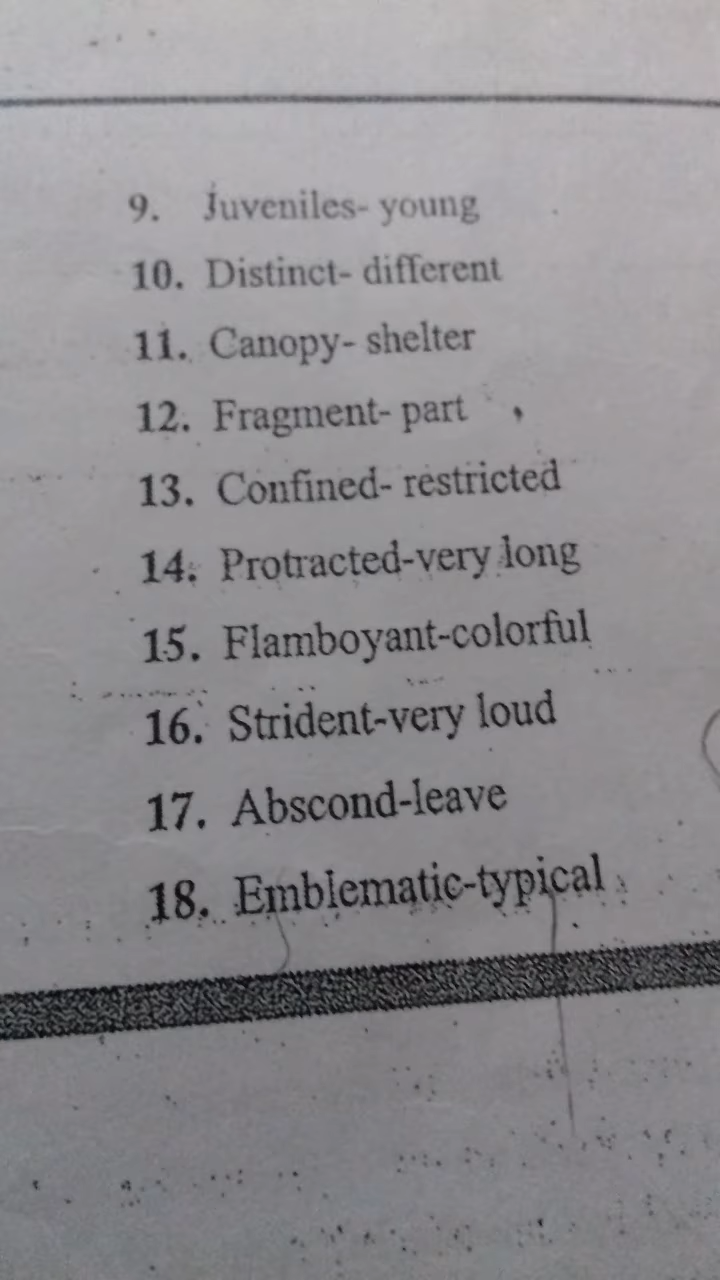 9. Juveniles- young
10. Distinct- different
11. Canopy- shelter
12. Fragment- part
13. Confined- restricted
14. Protracted-very long
15. Flamboyant-colorful
16. Strident-very loud
17. Abscond-leave
18. Emblematic-typical